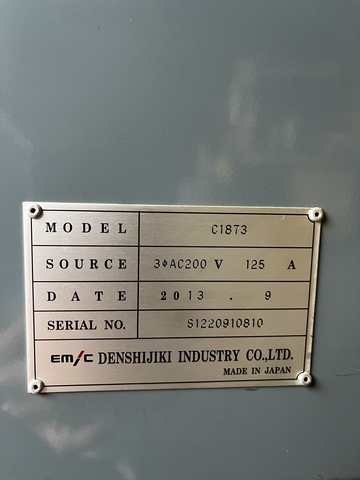 MODEL C1873
SOURCE 3ΦAC200 V 125 A
DATE 2013 . 9
SERIAL NO. S1220910810
EM/C DENSHIJIKI INDUSTRY CO.,LTD.
MADE IN JAPAN